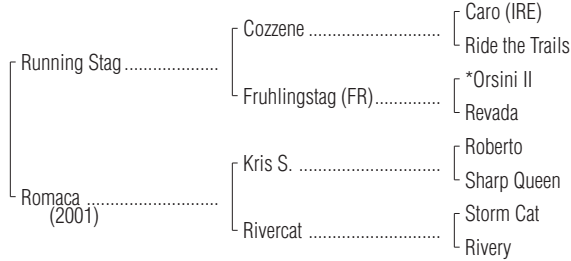 Caro (IRE)
Cozzene ..............................
Ride the Trails
Running Stag.....................
*Orsini II
Fruhlingstag (FR)...............
Revada
Roberto
Kris S. ................................
Sharp Queen
Romaca .............................
(2001)
Storm Cat
Rivercat ..............................
Rivery